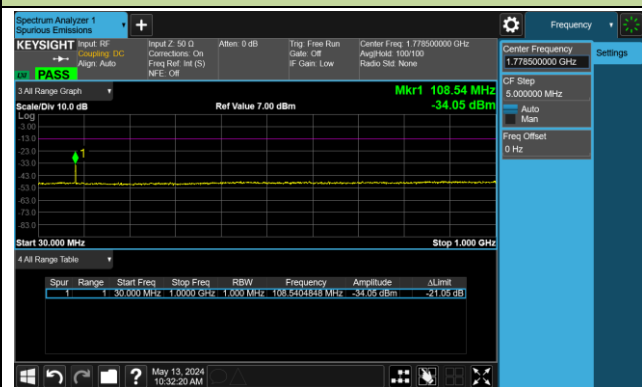 Spectrum Analyzer 1
Spurious Emissions
Frequency
KEYSIGHT
Input: RF
Coupling: DC
Align: Auto
Input Z: 50 Ω
Corrections: On
Freq Ref: Int (S)
NFE: Off
Atten: 0 dB
Trig: Free Run
Gate: Off
IF Gain: Low
Center Freq: 1.778500000 GHz
Avg|Hold: 100/100
Radio Std: None
PASS
Center Frequency
1.778500000 GHz
Settings
CF Step
5.000000 MHz
Auto
Man
Freq Offset
0 Hz
3 All Range Graph
Mkr1 108.54 MHz
Scale/Div 10.0 dB
Ref Value 7.00 dBm
-34.05 dBm
Log
-3.00
-13.0
-23.0
1
-33.0
-43.0
-53.0
-63.0
-73.0
-83.0
Start 30.000 MHz
Stop 1.000 GHz
4 All Range Table
Spur Range Start Freq Stop Freq RBW Frequency Amplitude ΔLimit
1 1 30.000 MHz 1.0000 GHz 1.000 MHz 108.5404848 MHz -34.05 dBm -21.05 dB
?
May 13, 2024
10:32:20 AM